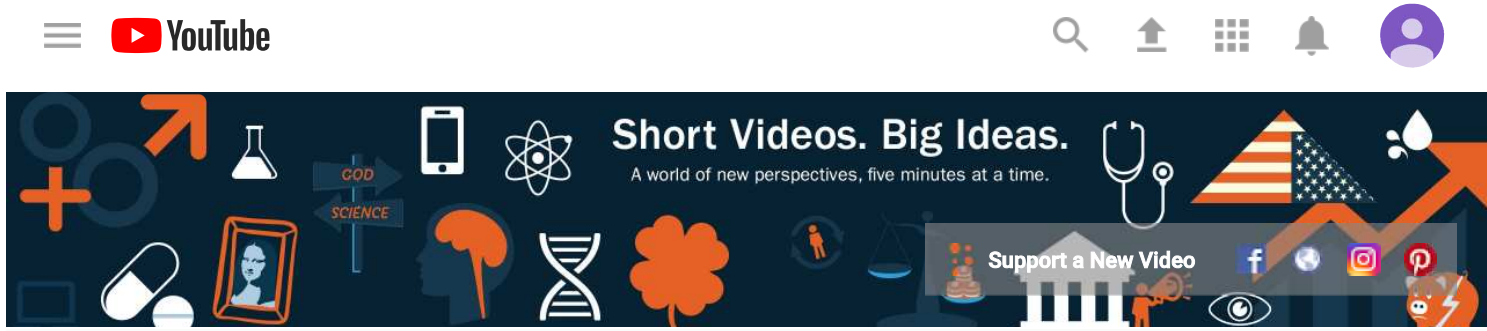 YouTube
Short Videos. Big Ideas.
A world of new perspectives, five minutes at a time.
GOD
SCIENCE
Support a New Video